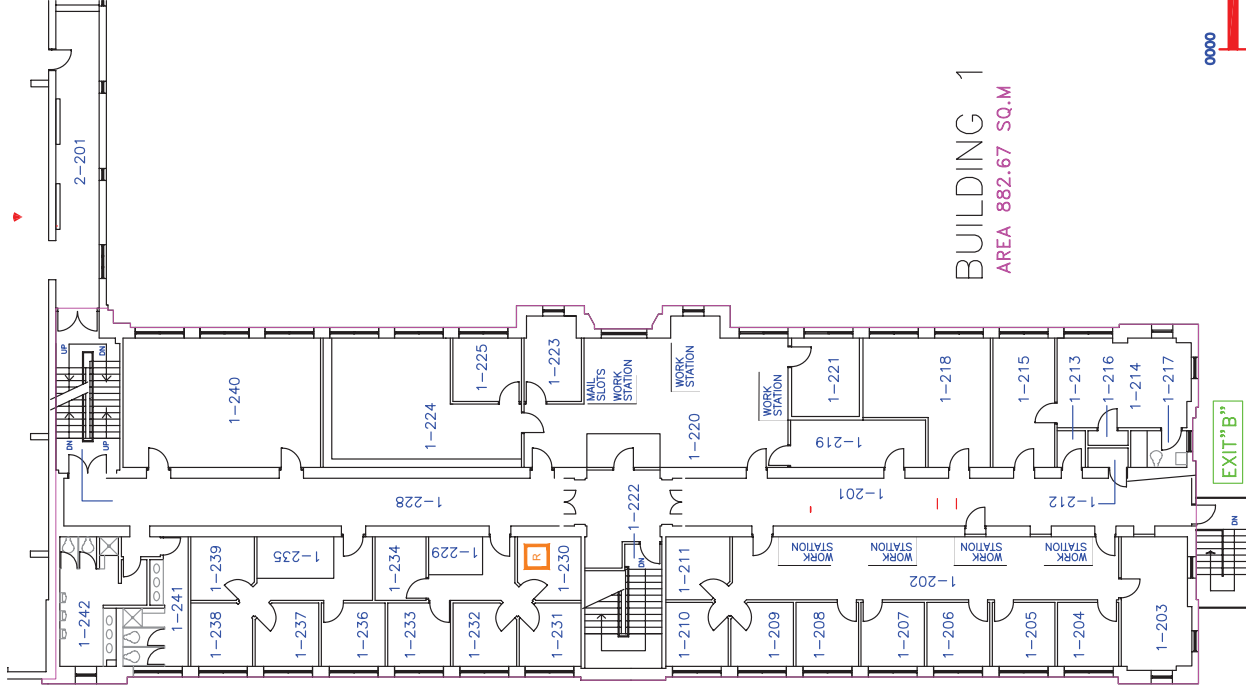 0000
2-201
BUILDING 1
AREA 882.67 SQ.M
UP
DN
DN
UP
1-240
1-224
1-225
1-223
MAIL
SLOTS
WORK
STATION
WORK
STATION
WORK
STATION
1-220
1-221
1-219
1-218
1-215
1-213
1-216
1-214
1-217
EXIT"B"
1-228
1-222
1-201
1-212
DN
DN
1-242
1-241
1-239
1-235
1-234
1-229
R
1-230
1-211
WORK
STATION
WORK
STATION
WORK
STATION
WORK
STATION
1-202
1-238
1-237
1-236
1-233
1-232
1-231
1-210
1-209
1-208
1-207
1-206
1-205
1-204
1-203